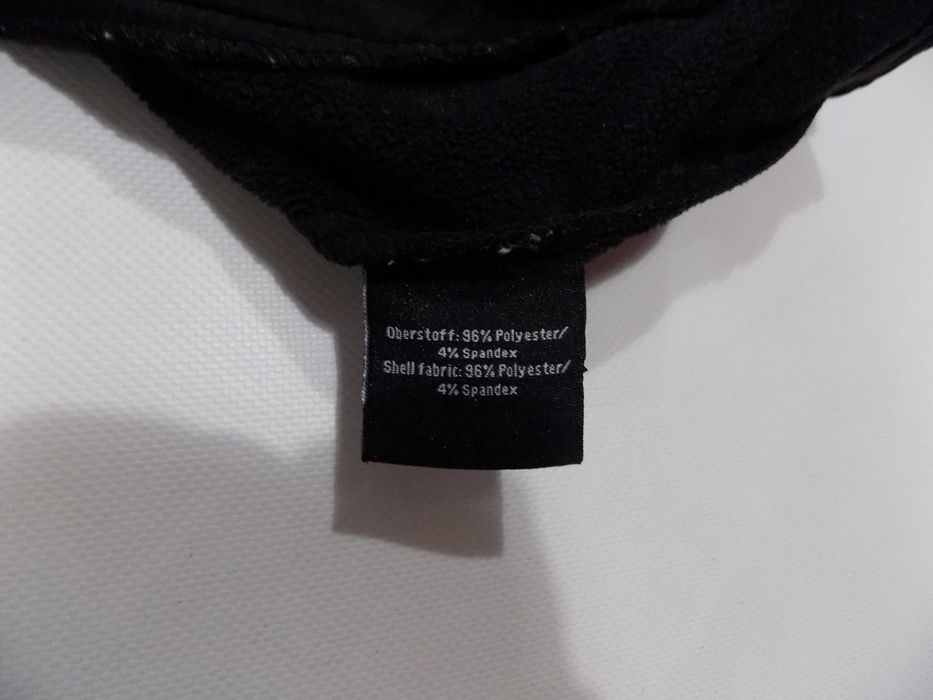 Oberstoff: 96% Polyester/
4% Spandex
Shell fabric: 96% Polyester/
4% Spandex